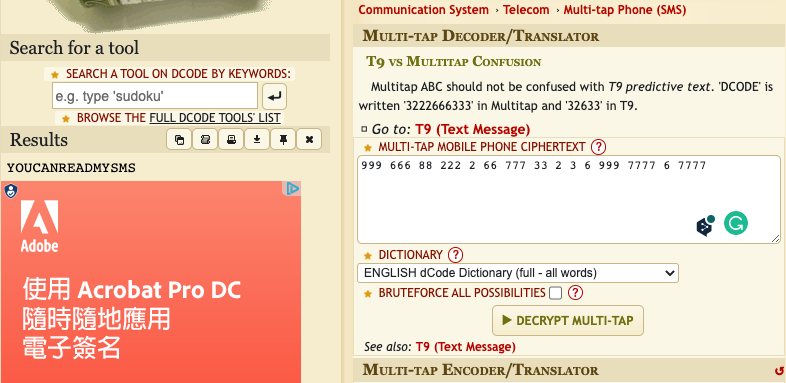 Search for a tool
★ SEARCH A TOOL ON DCODE BY KEYWORDS:
e.g. type 'sudoku'
★ BROWSE THE FULL DCODE TOOLS' LIST
Results
YOUCANREADMYSMS
Adobe
使用 Acrobat Pro DC
隨時隨地應用
電子簽名
Communication System › Telecom › Multi-tap Phone (SMS)
MULTI-TAP DECODER/TRANSLATOR
T9 VS MULTITAP CONFUSION
Multitap ABC should not be confused with T9 predictive text. 'DCODE' is
written '3222666333' in Multitap and '32633' in T9.
Go to: T9 (Text Message)
★ MULTI-TAP MOBILE PHONE CIPHERTEXT ?
999 666 88 222 2 66 777 33 2 3 6 999 7777 6 7777
★ DICTIONARY ?
ENGLISH dCode Dictionary (full - all words)
★ BRUTEFORCE ALL POSSIBILITIES ?
▶ DECRYPT MULTI-TAP
See also: T9 (Text Message)
MULTI-TAP ENCODER/TRANSLATOR